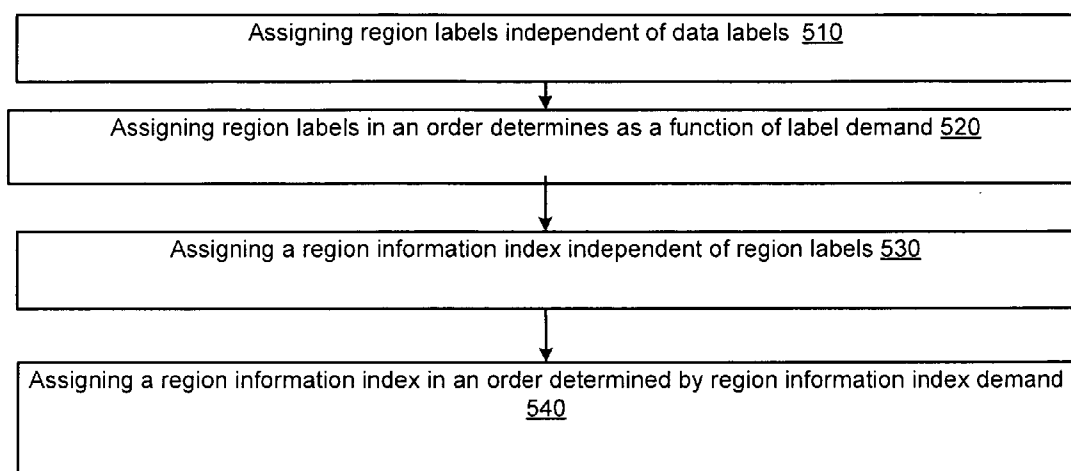 Assigning region labels independent of data labels 510
Assigning region labels in an order determines as a function of label demand 520
Assigning a region information index independent of region labels 530
Assigning a region information index in an order determined by region information index demand
540